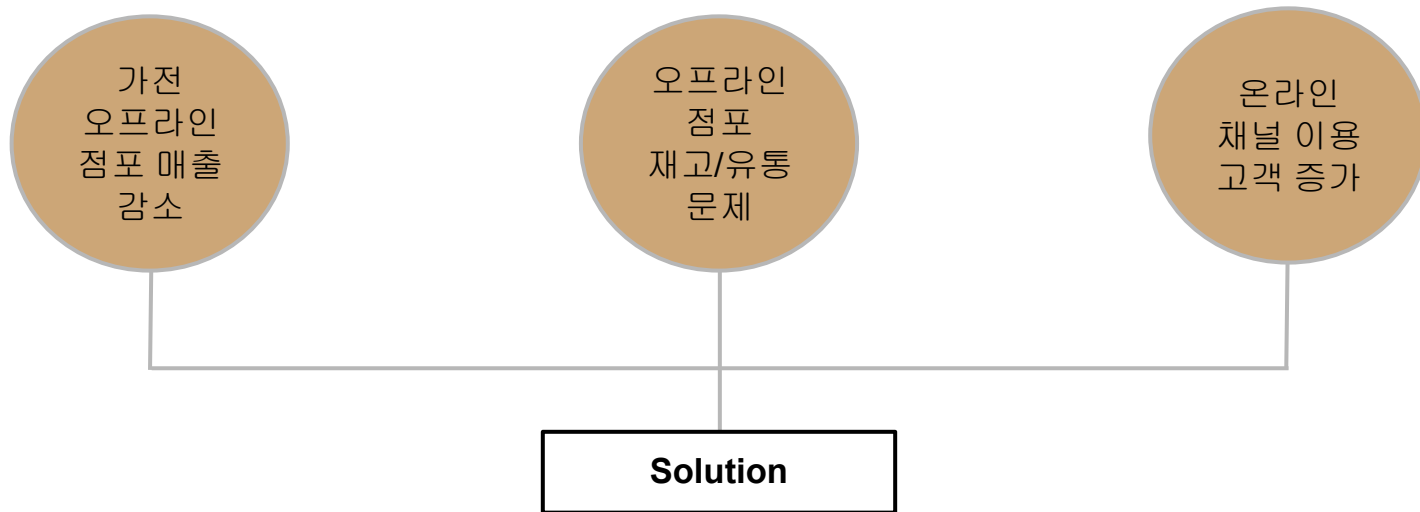 가전
오프라인
점포 매출
감소
오프라인
점포
재고/유통
문제
온라인
채널 이용
고객 증가
Solution